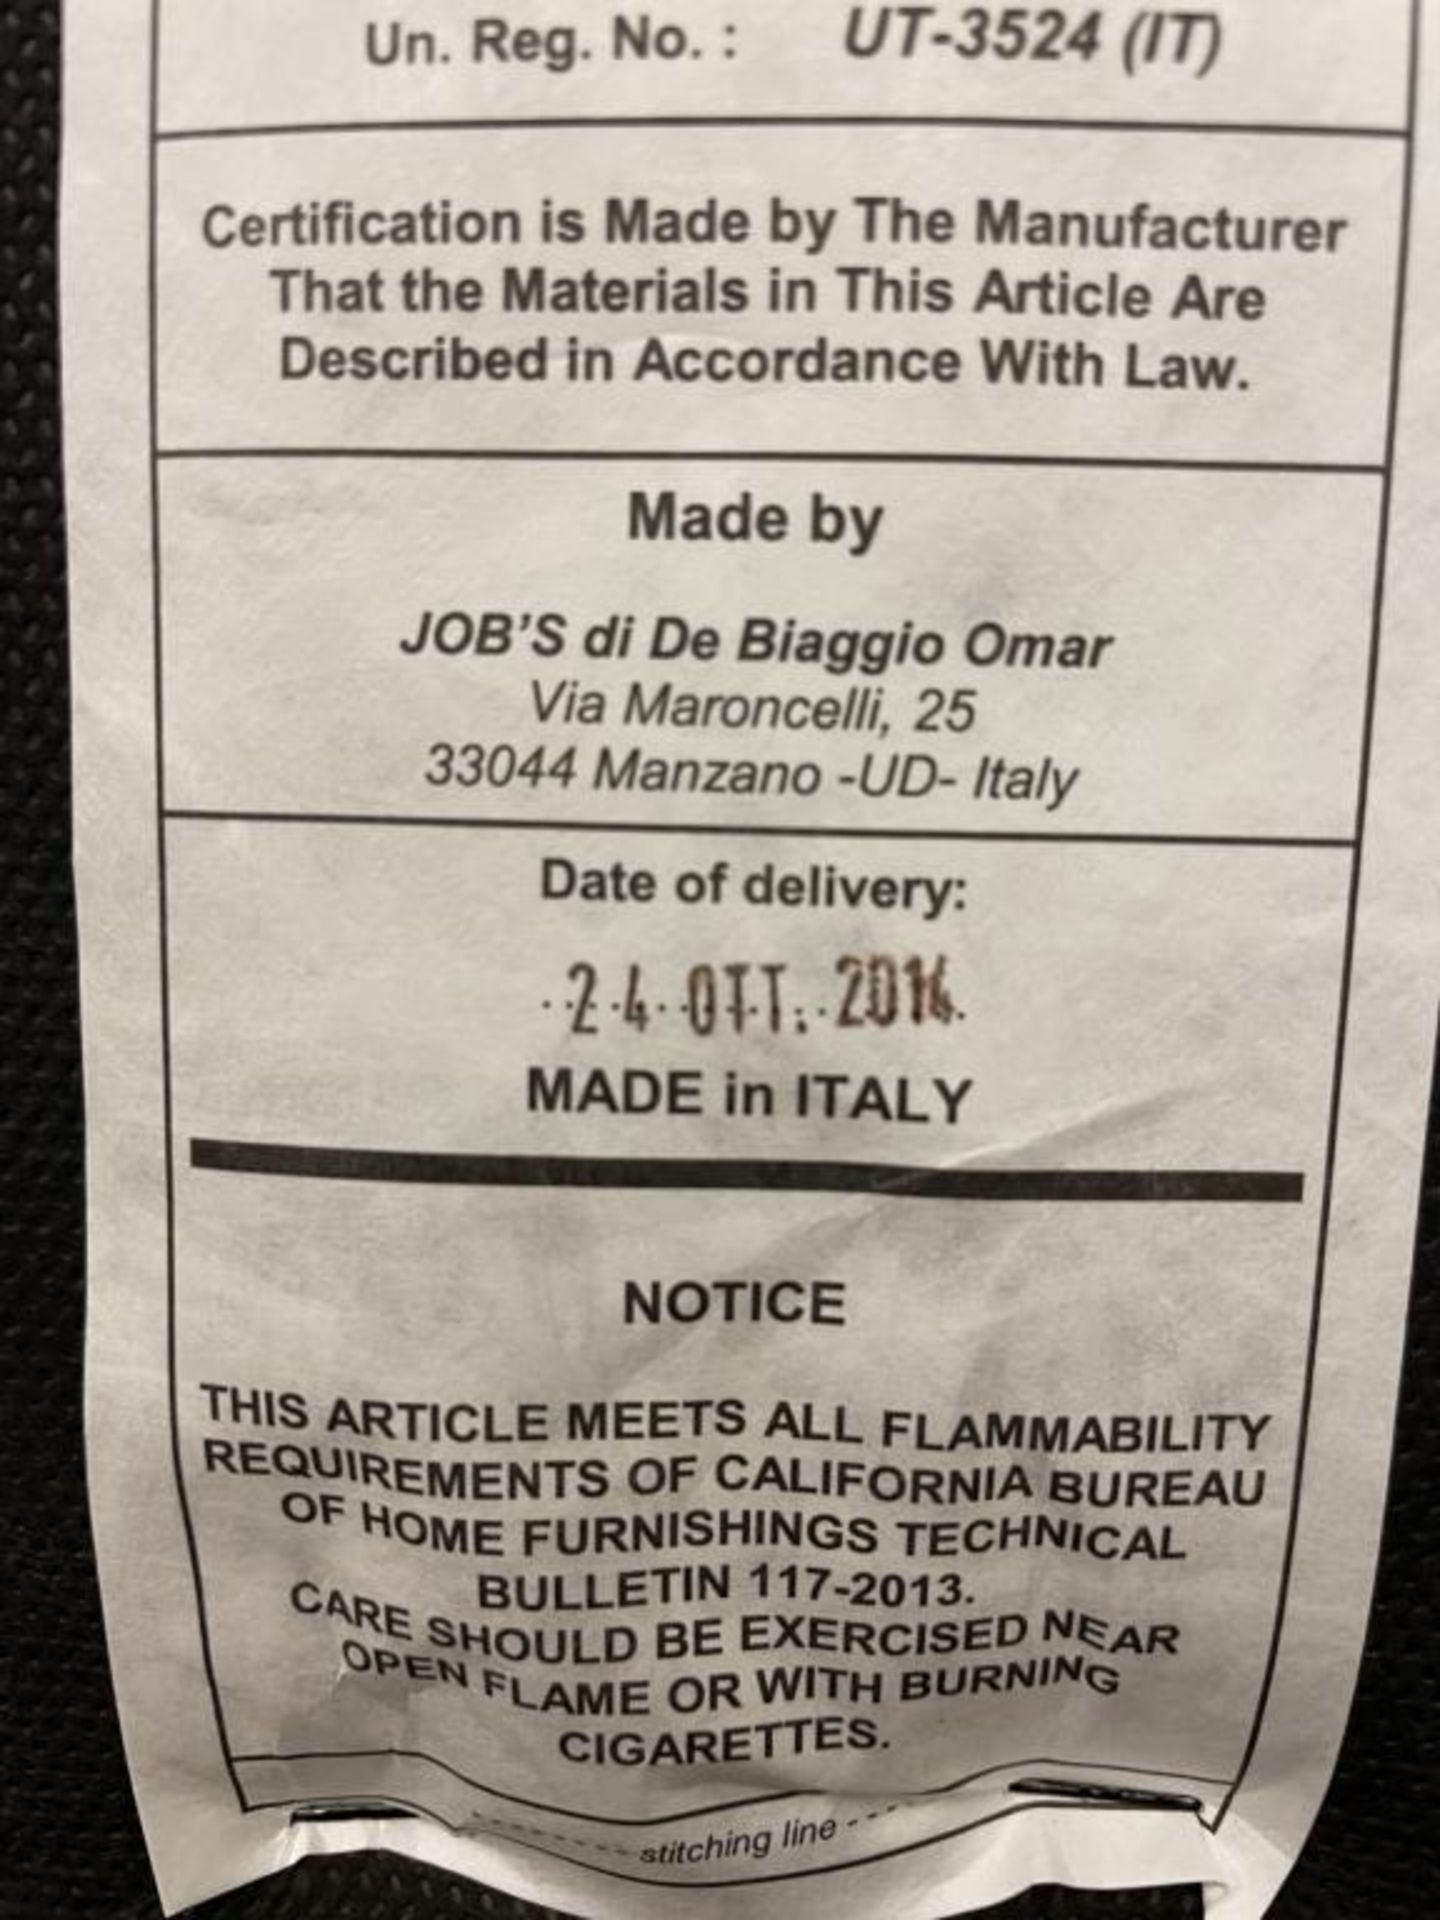 Un. Reg. No. : UT-3524 (IT)
Certification is Made by The Manufacturer
That the Materials in This Article Are
Described in Accordance With Law.
Made by
JOB'S di De Biaggio Omar
Via Maroncelli, 25
33044 Manzano -UD- Italy
Date of delivery:
24 OTT. 2014
MADE in ITALY
NOTICE
THIS ARTICLE MEETS ALL FLAMMABILITY
REQUIREMENTS OF CALIFORNIA BUREAU
OF HOME FURNISHINGS TECHNICAL
BULLETIN 117-2013.
CARE SHOULD BE EXERCISED NEAR
OPEN FLAME OR WITH BURNING
CIGARETTES.
stitching line